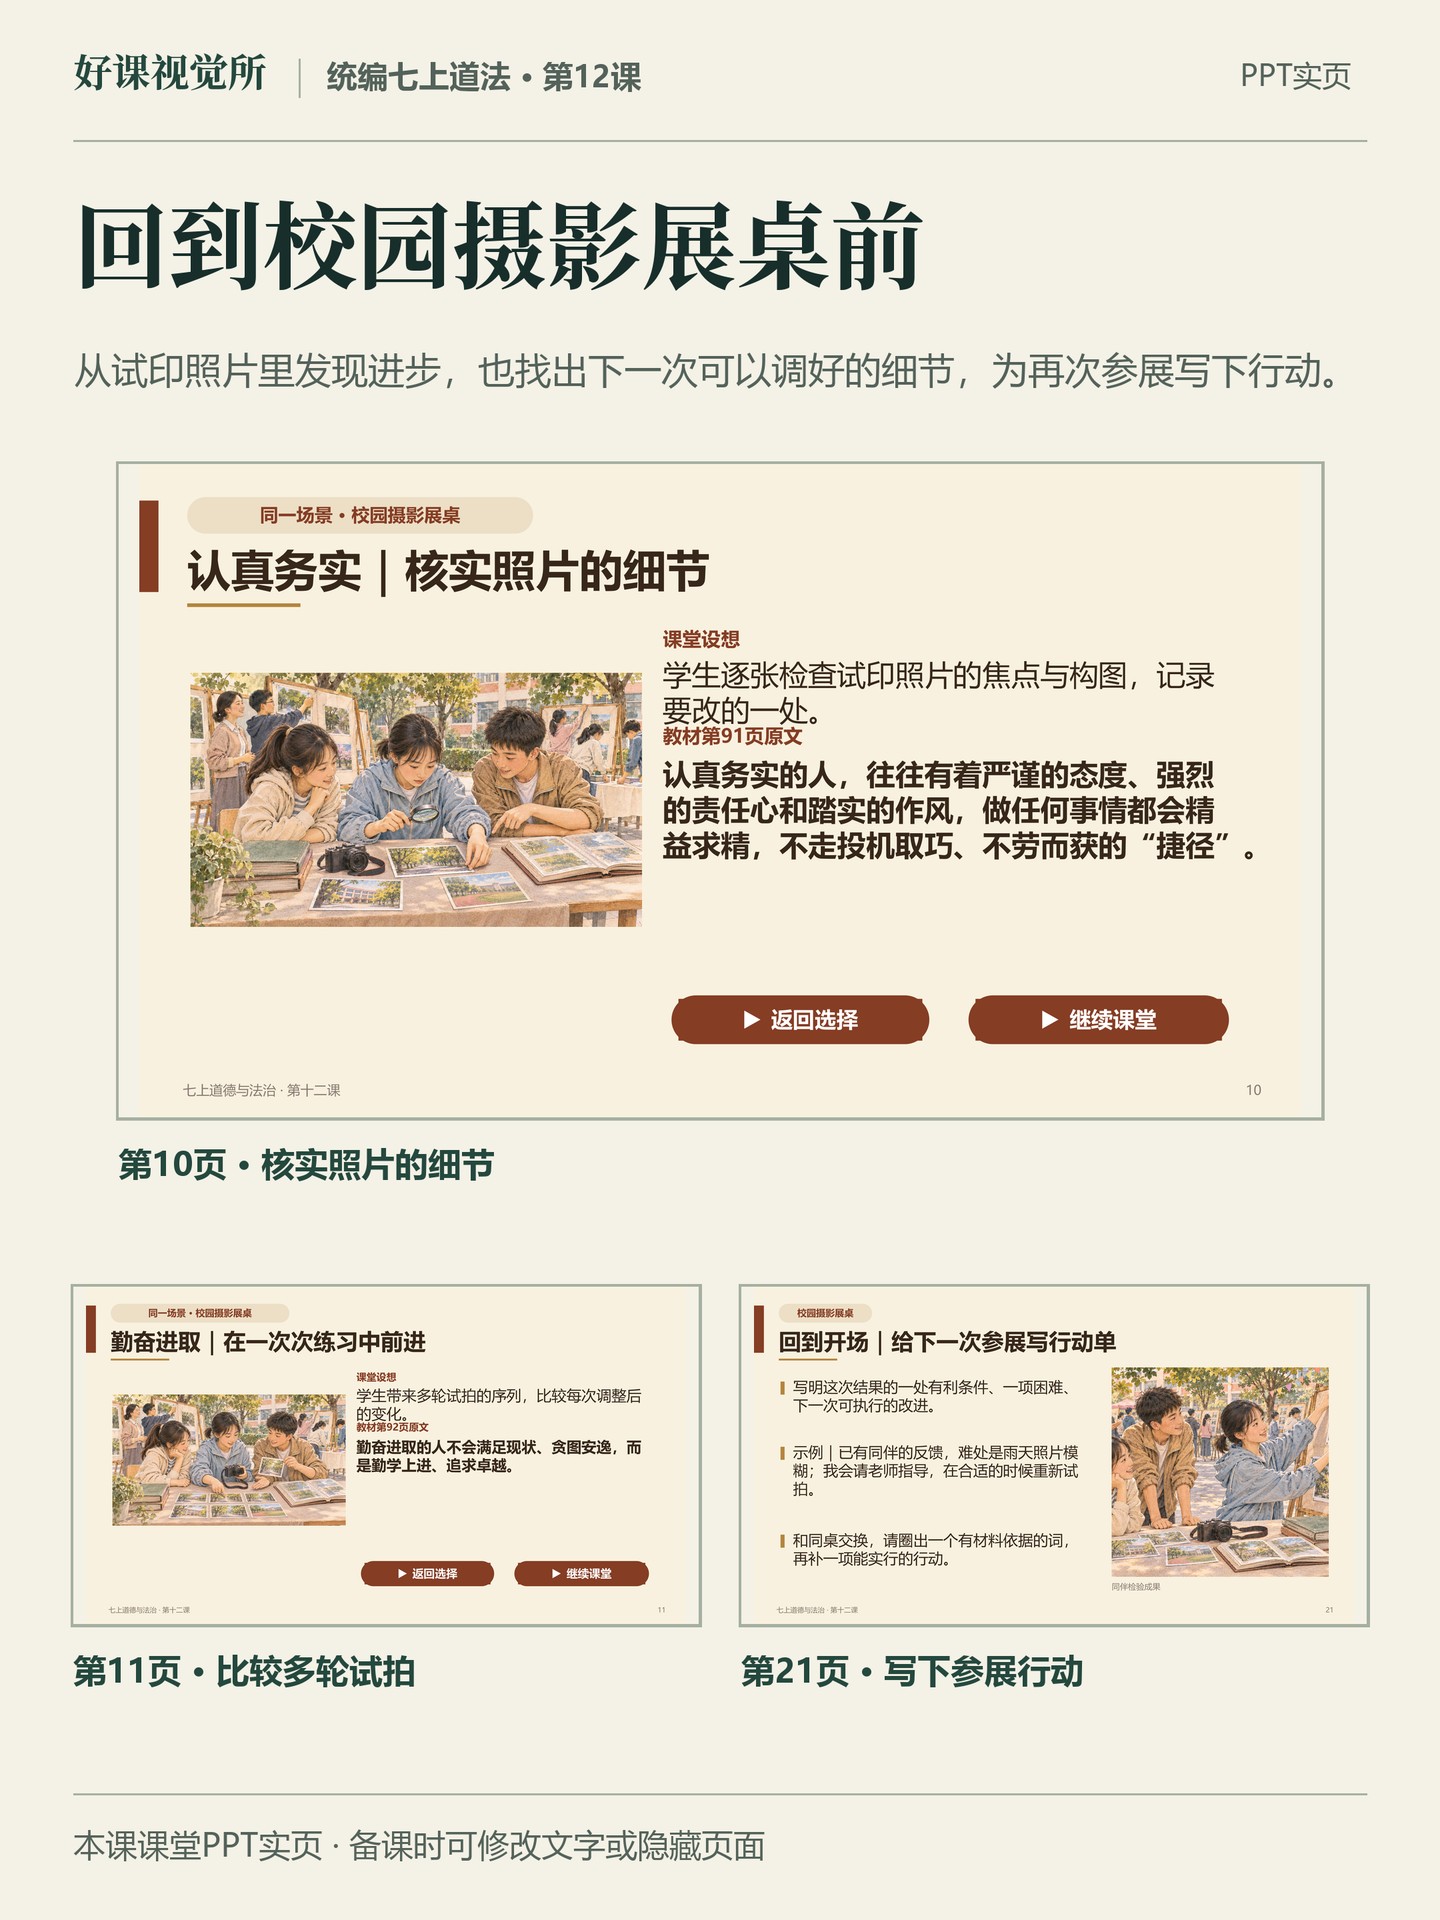 好课视觉所
统编七上道法·第12课
PPT实页
回到校园摄影展桌前
从试印照片里发现进步，也找出下一次可以调好的细节，为再次参展写下行动。
同一场景·校园摄影展桌
认真务实｜核实照片的细节
课堂设想
学生逐张检查试印照片的焦点与构图，记录
要改的一处。
教材第91页原文
认真务实的人，往往有着严谨的态度、强烈
的责任心和踏实的作风，做任何事情都会精
益求精，不走投机取巧、不劳而获的“捷径”。
▶ 返回选择
▶ 继续课堂
七上道德与法治·第十二课
10
第10页·核实照片的细节
同一场景·校园摄影展桌
勤奋进取｜在一次次练习中前进
课堂设想
学生带来多轮试拍的序列，比较每次调整后
的变化。
教材第92页原文
勤奋进取的人不会满足现状、贪图安逸，而
是勤学上进、追求卓越。
▶ 返回选择
▶ 继续课堂
七上道德与法治·第十二课
11
第11页·比较多轮试拍
校园摄影展桌
回到开场｜给下一次参展写行动单
写明这次结果的一处有利条件、一项困难、
下一次可执行的改进。
示例｜已有同伴的反馈，难处是雨天照片模
糊；我会请老师指导，在合适的时候重新试
拍。
和同桌交换，请圈出一个有材料依据的词，
再补一项能实行的行动。
同伴检验成果
七上道德与法治·第十二课
21
第21页·写下参展行动
本课课堂PPT实页·备课时可修改文字或隐藏页面